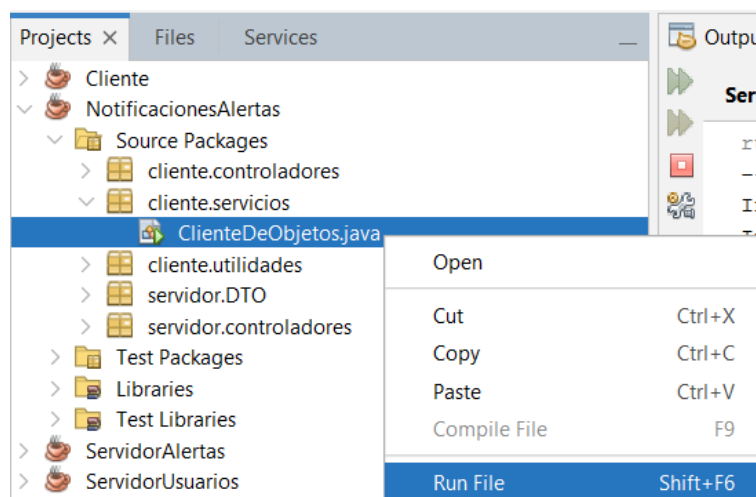 Projects Files Services
Cliente
NotificacionesAlertas
Source Packages
cliente.controladores
cliente.servicios
ClienteDeObjetos.java
cliente.utilidades
servidor.DTO
servidor.controladores
Test Packages
Libraries
Test Libraries
ServidorAlertas
ServidorUsuarios
Open
Cut Ctrl+X
Copy Ctrl+C
Paste Ctrl+V
Compile File F9
Run File Shift+F6
Outpu
Ser